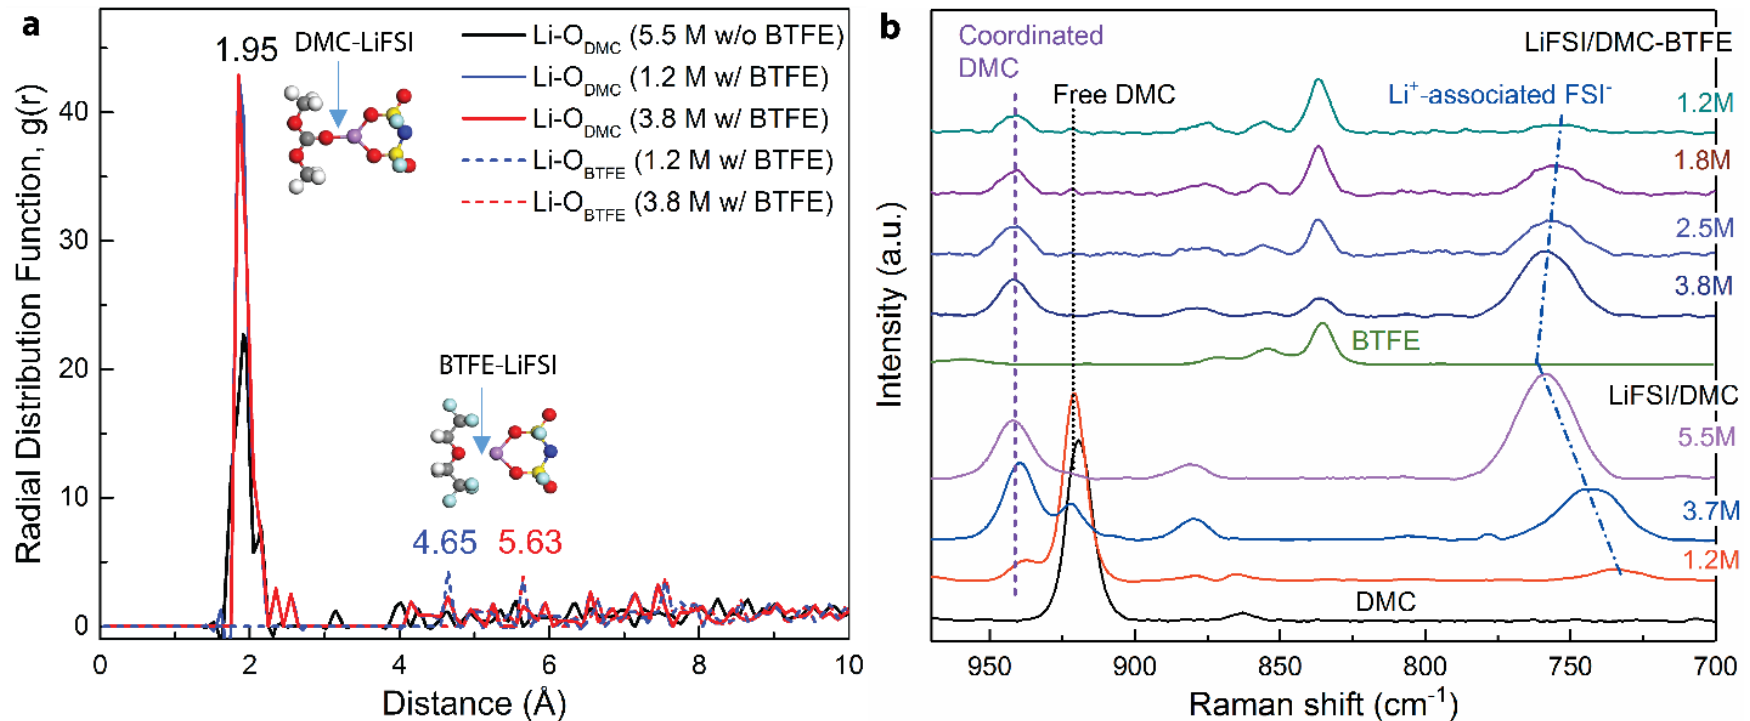 a
1.95
DMC-LiFSI
Li-O_DMC (5.5 M w/o BTFE)
Li-O_DMC (1.2 M w/ BTFE)
Li-O_DMC (3.8 M w/ BTFE)
Li-O_BTFE (1.2 M w/ BTFE)
Li-O_BTFE (3.8 M w/ BTFE)
BTFE-LiFSI
4.65
5.63
Radial Distribution Function, g(r)
40
30
20
10
0
0 2 4 6 8 10
Distance (Å)
b
Coordinated
DMC
Free DMC
LiFSI/DMC-BTFE
Li⁺-associated FSI⁻
1.2M
1.8M
2.5M
3.8M
BTFE
LiFSI/DMC
5.5M
3.7M
1.2M
DMC
Intensity (a.u.)
950 900 850 800 750 700
Raman shift (cm⁻¹)